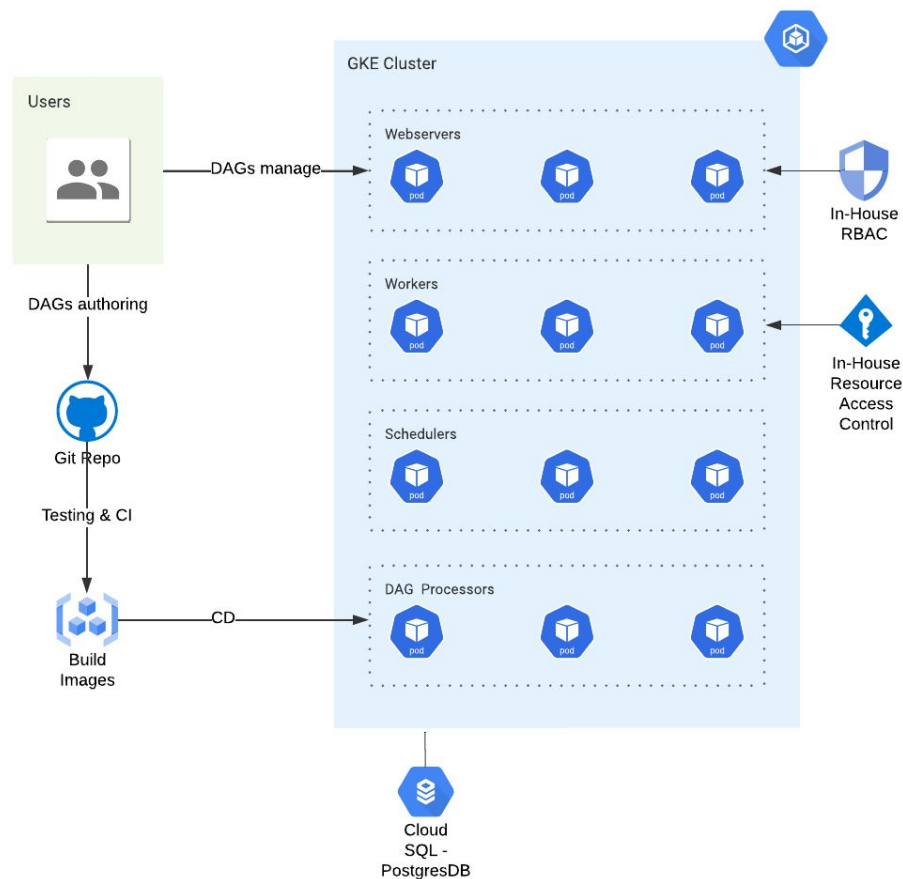 GKE Cluster
Users
Webservers
pod
pod
pod
DAGs manage
In-House
RBAC
Workers
pod
pod
pod
DAGs authoring
In-House
Resource
Access
Control
Git Repo
Schedulers
pod
pod
pod
Testing & CI
DAG Processors
pod
pod
pod
CD
Build
Images
Cloud
SQL -
PostgresDB